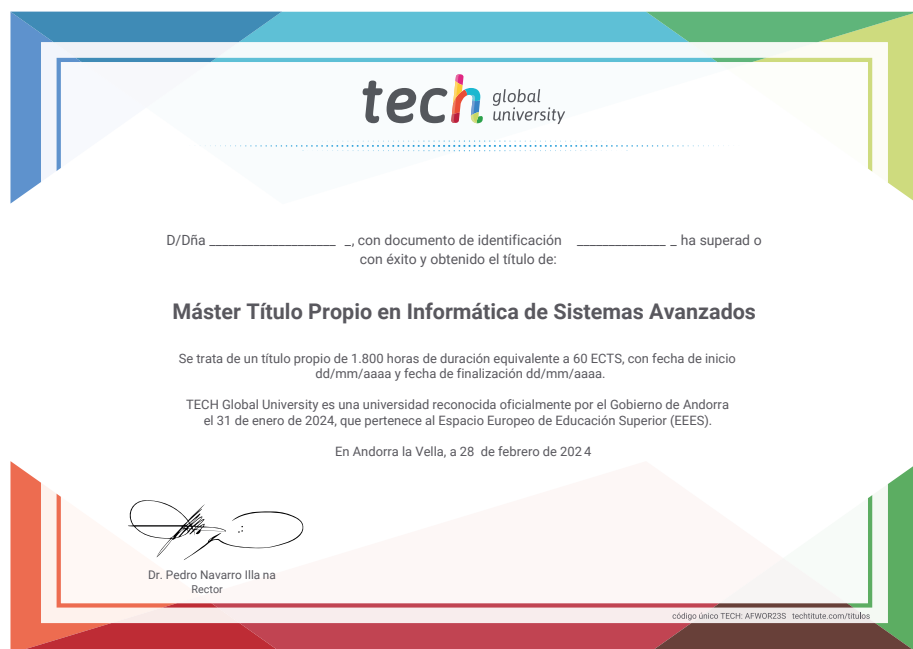 tech global university
D/Dña ____________________ _, con documento de identificación ______________ _ ha superad o
con éxito y obtenido el título de:
Máster Título Propio en Informática de Sistemas Avanzados
Se trata de un título propio de 1.800 horas de duración equivalente a 60 ECTS, con fecha de inicio
dd/mm/aaaa y fecha de finalización dd/mm/aaaa.
TECH Global University es una universidad reconocida oficialmente por el Gobierno de Andorra
el 31 de enero de 2024, que pertenece al Espacio Europeo de Educación Superior (EEES).
En Andorra la Vella, a 28 de febrero de 2024
Dr. Pedro Navarro Illa na
Rector
código único TECH: AFWOR23S techtitute.com/titulos